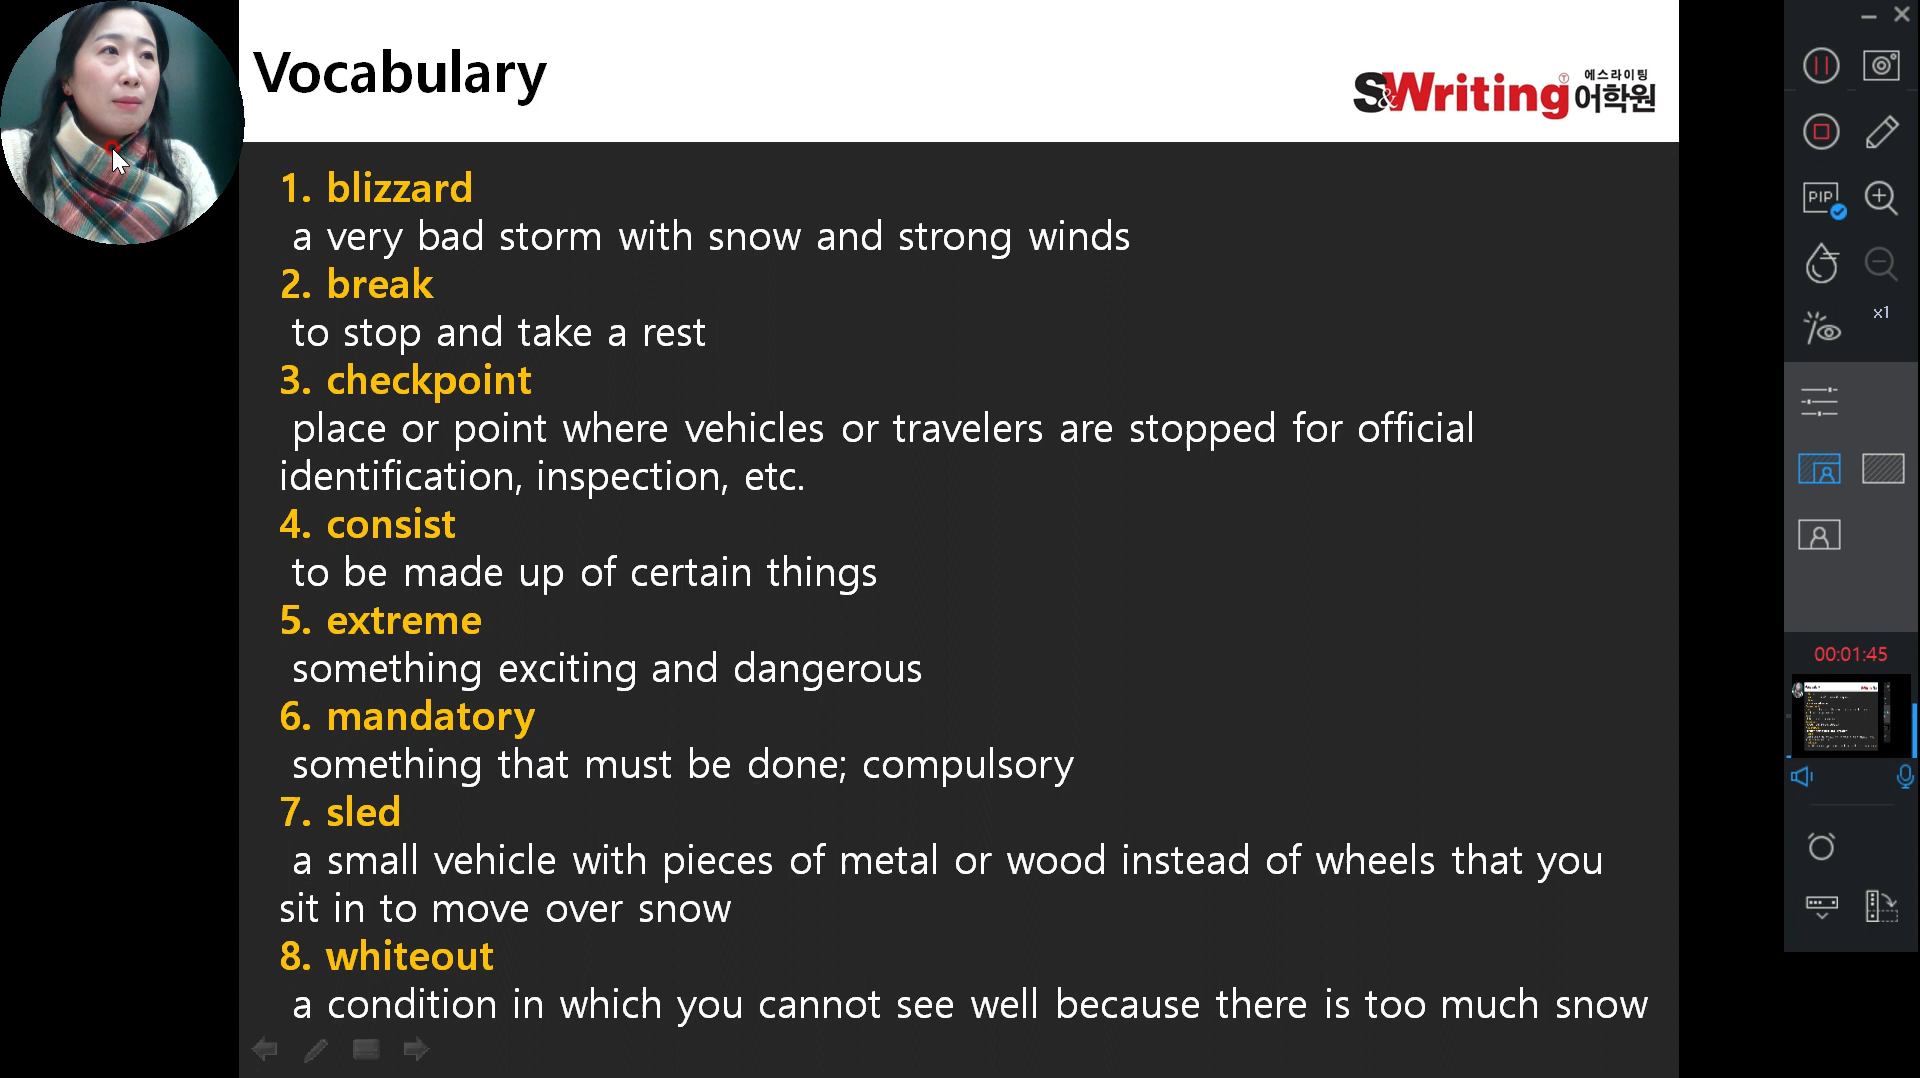 Vocabulary
에스라이팅
S&Writing 어학원
1. blizzard
a very bad storm with snow and strong winds
2. break
to stop and take a rest
3. checkpoint
place or point where vehicles or travelers are stopped for official
identification, inspection, etc.
4. consist
to be made up of certain things
5. extreme
something exciting and dangerous
6. mandatory
something that must be done; compulsory
7. sled
a small vehicle with pieces of metal or wood instead of wheels that you
sit in to move over snow
8. whiteout
a condition in which you cannot see well because there is too much snow
PIP
x1
00:01:45